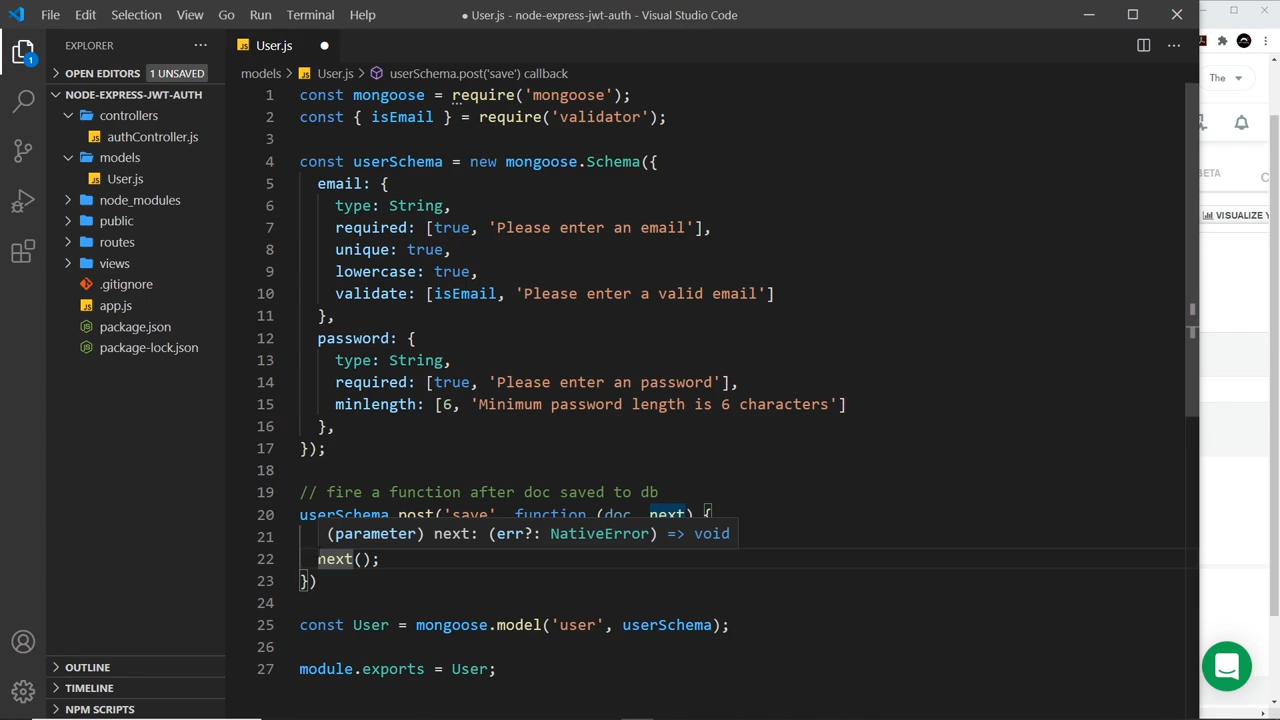 File Edit Selection View Go Run Terminal Help ● User.js - node-express-jwt-auth - Visual Studio Code
EXPLORER
OPEN EDITORS 1 UNSAVED
NODE-EXPRESS-JWT-AUTH
controllers
authController.js
models
User.js
node_modules
public
routes
views
.gitignore
app.js
package.json
package-lock.json
OUTLINE
TIMELINE
NPM SCRIPTS
1
User.js
models > User.js > userSchema.post('save') callback
1 const mongoose = require('mongoose');
2 const { isEmail } = require('validator');
3
4 const userSchema = new mongoose.Schema({
5 email: {
6 type: String,
7 required: [true, 'Please enter an email'],
8 unique: true,
9 lowercase: true,
10 validate: [isEmail, 'Please enter a valid email']
11 },
12 password: {
13 type: String,
14 required: [true, 'Please enter an password'],
15 minlength: [6, 'Minimum password length is 6 characters']
16 },
17 });
18
19 // fire a function after doc saved to db
20 userSchema.post('save', function (doc, next) {
21 (parameter) next: (err?: NativeError) => void
22 next();
23 })
24
25 const User = mongoose.model('user', userSchema);
26
27 module.exports = User;
The
BETA
VISUALIZE